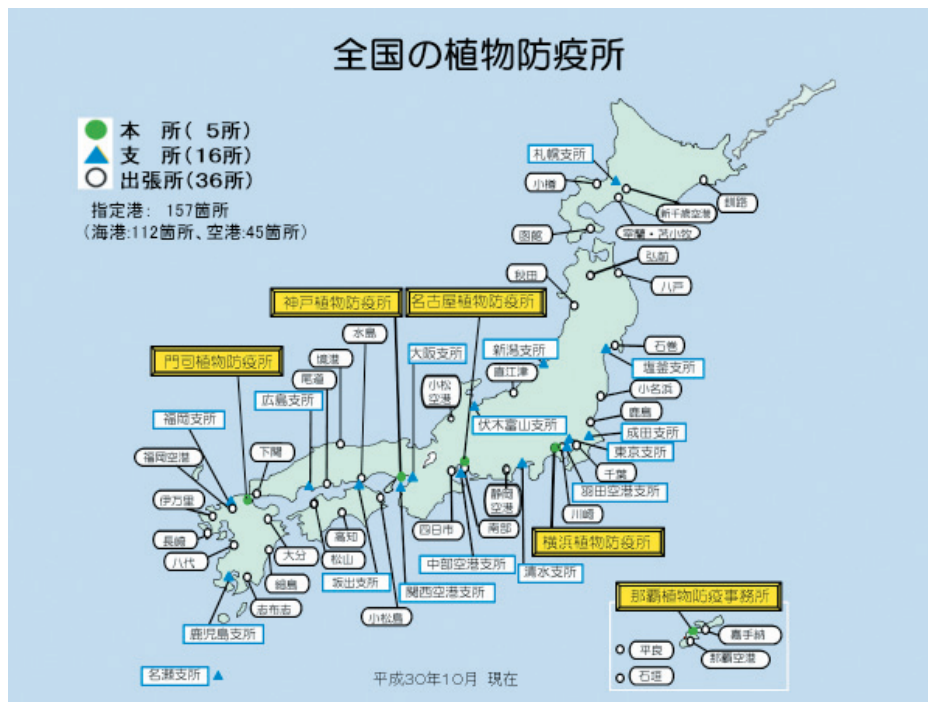 全国の植物防疫所
本 所( 5所)
支 所(16所)
出張所(36所)
指定港: 157箇所
(海港:112箇所、空港:45箇所)
札幌支所
小樽
新千歳空港
釧路
室蘭・苫小牧
函館
弘前
秋田
八戸
神戸植物防疫所
名古屋植物防疫所
水島
大阪支所
新潟支所
石巻
塩釜支所
門司植物防疫所
境港
尾道
直江津
小松
空港
小名浜
広島支所
福岡支所
伏木富山支所
鹿島
成田支所
東京支所
福岡空港
下関
千葉
羽田空港支所
伊万里
静岡
空港
川崎
長崎
四日市
南部
高知
横浜植物防疫所
八代
大分
松山
中部空港支所
清水支所
細島
坂出支所
関西空港支所
那覇植物防疫事務所
志布志
小松島
鹿児島支所
嘉手納
平良
那覇空港
名瀬支所
石垣
平成30年10月 現在